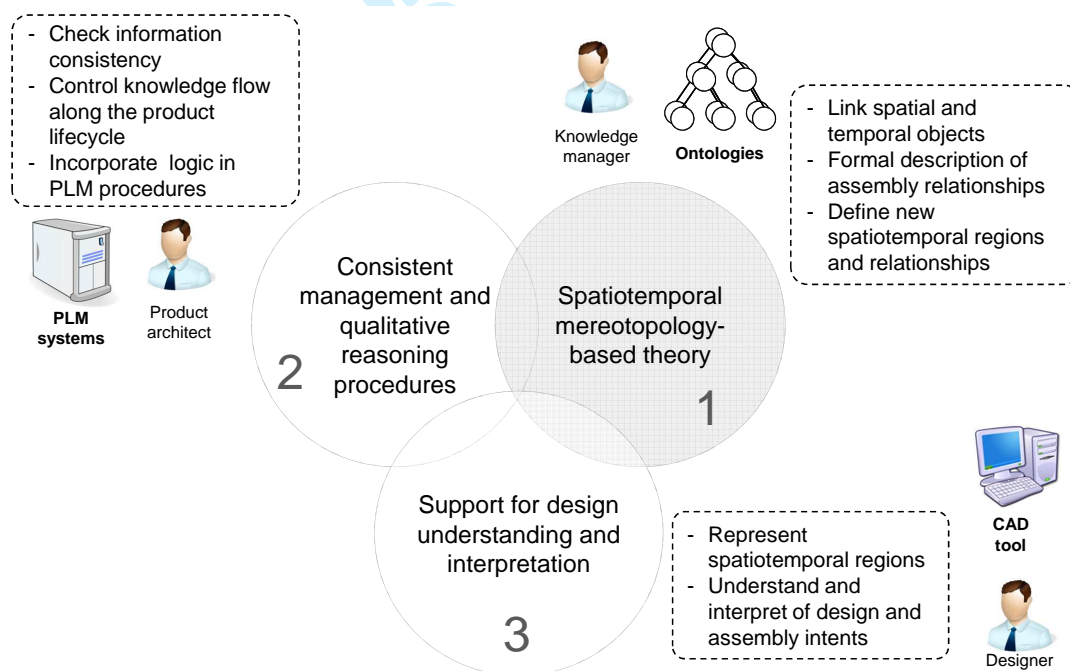 - Check information
consistency
- Control knowledge flow
along the product
lifecycle
- Incorporate logic in
PLM procedures
PLM
systems
Product
architect
Knowledge
manager
Ontologies
- Link spatial and
temporal objects
- Formal description of
assembly relationships
- Define new
spatiotemporal regions
and relationships
Consistent
management and
qualitative
reasoning
procedures
2
Spatiotemporal
mereotopology-
based theory
1
Support for design
understanding and
interpretation
3
- Represent
spatiotemporal regions
- Understand and
interpret of design and
assembly intents
CAD
tool
Designer